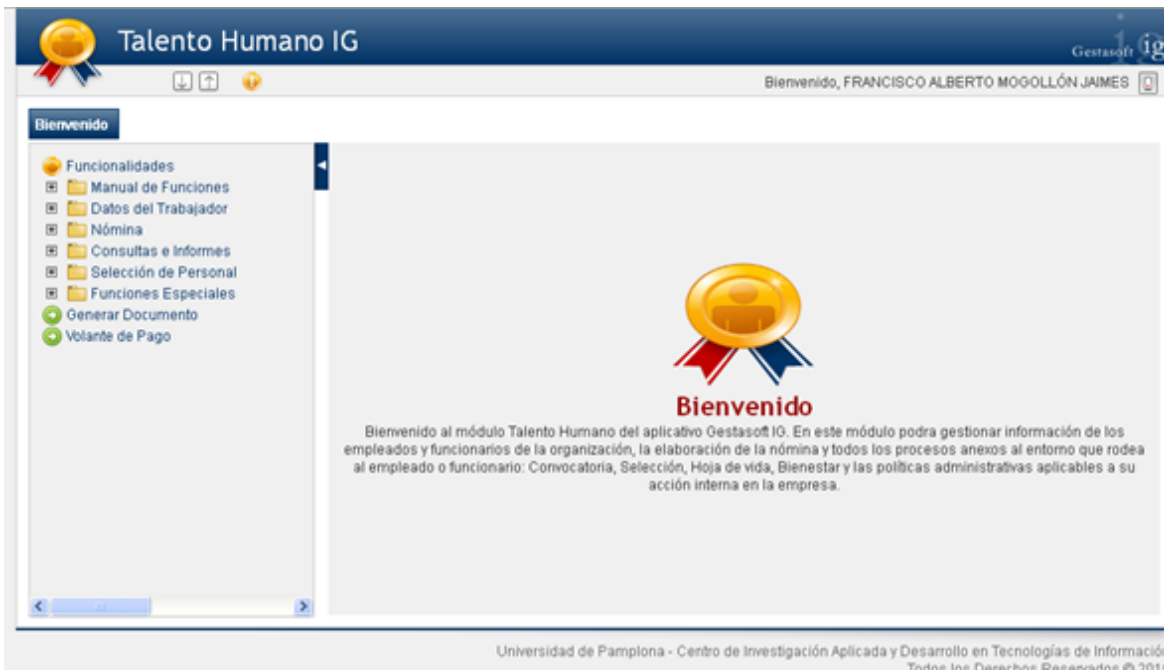 Talento Humano IG
Gestasoft ig
Bienvenido, FRANCISCO ALBERTO MOGOLLÓN JAIMES
Bienvenido
Funcionalidades
Manual de Funciones
Datos del Trabajador
Nómina
Consultas e Informes
Selección de Personal
Funciones Especiales
Generar Documento
Volante de Pago
Bienvenido
Bienvenido al módulo Talento Humano del aplicativo Gestasoft IG. En este módulo podra gestionar información de los
empleados y funcionarios de la organización, la elaboración de la nómina y todos los procesos anexos al entorno que rodea
al empleado o funcionario: Convocatoria, Selección, Hoja de vida, Bienestar y las políticas administrativas aplicables a su
acción interna en la empresa.
Universidad de Pamplona - Centro de Investigación Aplicada y Desarrollo en Tecnologías de Informació
Todos los Derechos Reservados © 201